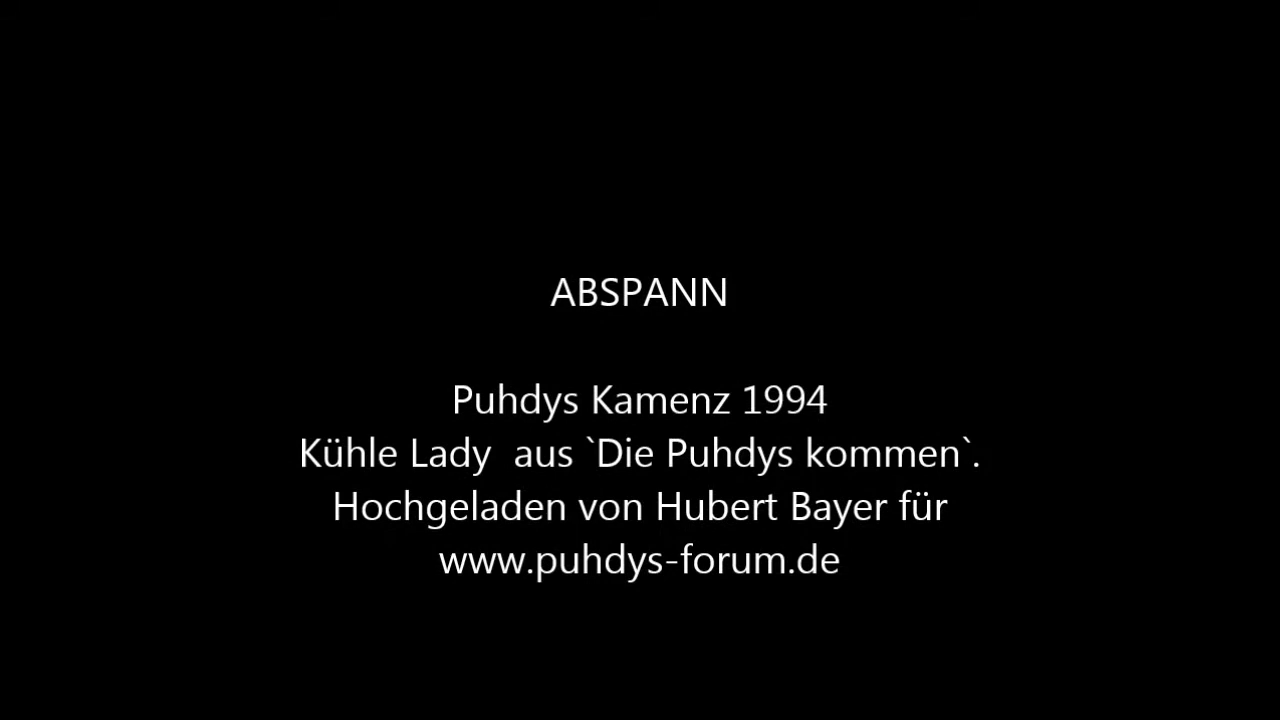 ABSPANN
Puhdys Kamenz 1994
Kühle Lady  aus `Die Puhdys kommen`.
Hochgeladen von Hubert Bayer für
www.puhdys-forum.de